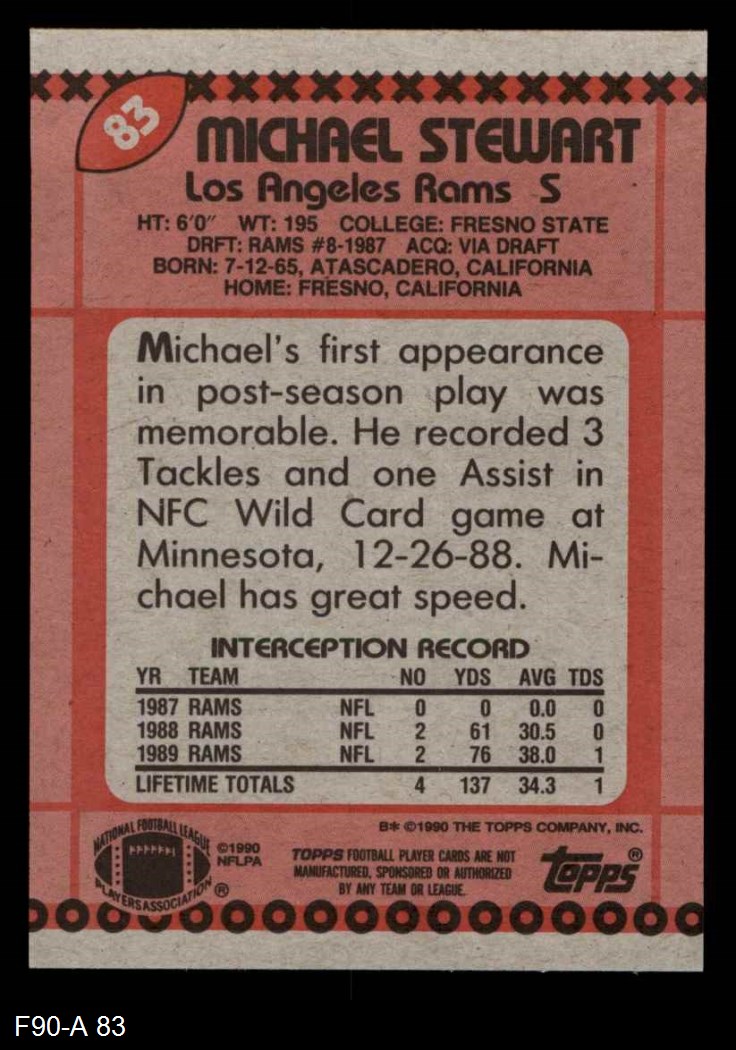 83
MICHAEL STEWART
Los Angeles Rams S
HT: 6'0" WT: 195 COLLEGE: FRESNO STATE
DRFT: RAMS #8-1987 ACQ: VIA DRAFT
BORN: 7-12-65, ATASCADERO, CALIFORNIA
HOME: FRESNO, CALIFORNIA
Michael's first appearance
in post-season play was
memorable. He recorded 3
Tackles and one Assist in
NFC Wild Card game at
Minnesota, 12-26-88. Mi-
chael has great speed.
INTERCEPTION RECORD
YR TEAM NO YDS AVG TDS
1987 RAMS NFL 0 0 0.0 0
1988 RAMS NFL 2 61 30.5 0
1989 RAMS NFL 2 76 38.0 1
LIFETIME TOTALS 4 137 34.3 1
B* ©1990 THE TOPPS COMPANY, INC.
NATIONAL FOOTBALL LEAGUE
PLAYERS ASSOCIATION ®
©1990
NFLPA
TOPPS FOOTBALL PLAYER CARDS ARE NOT
MANUFACTURED, SPONSORED OR AUTHORIZED
BY ANY TEAM OR LEAGUE.
TOPPS®
F90-A 83